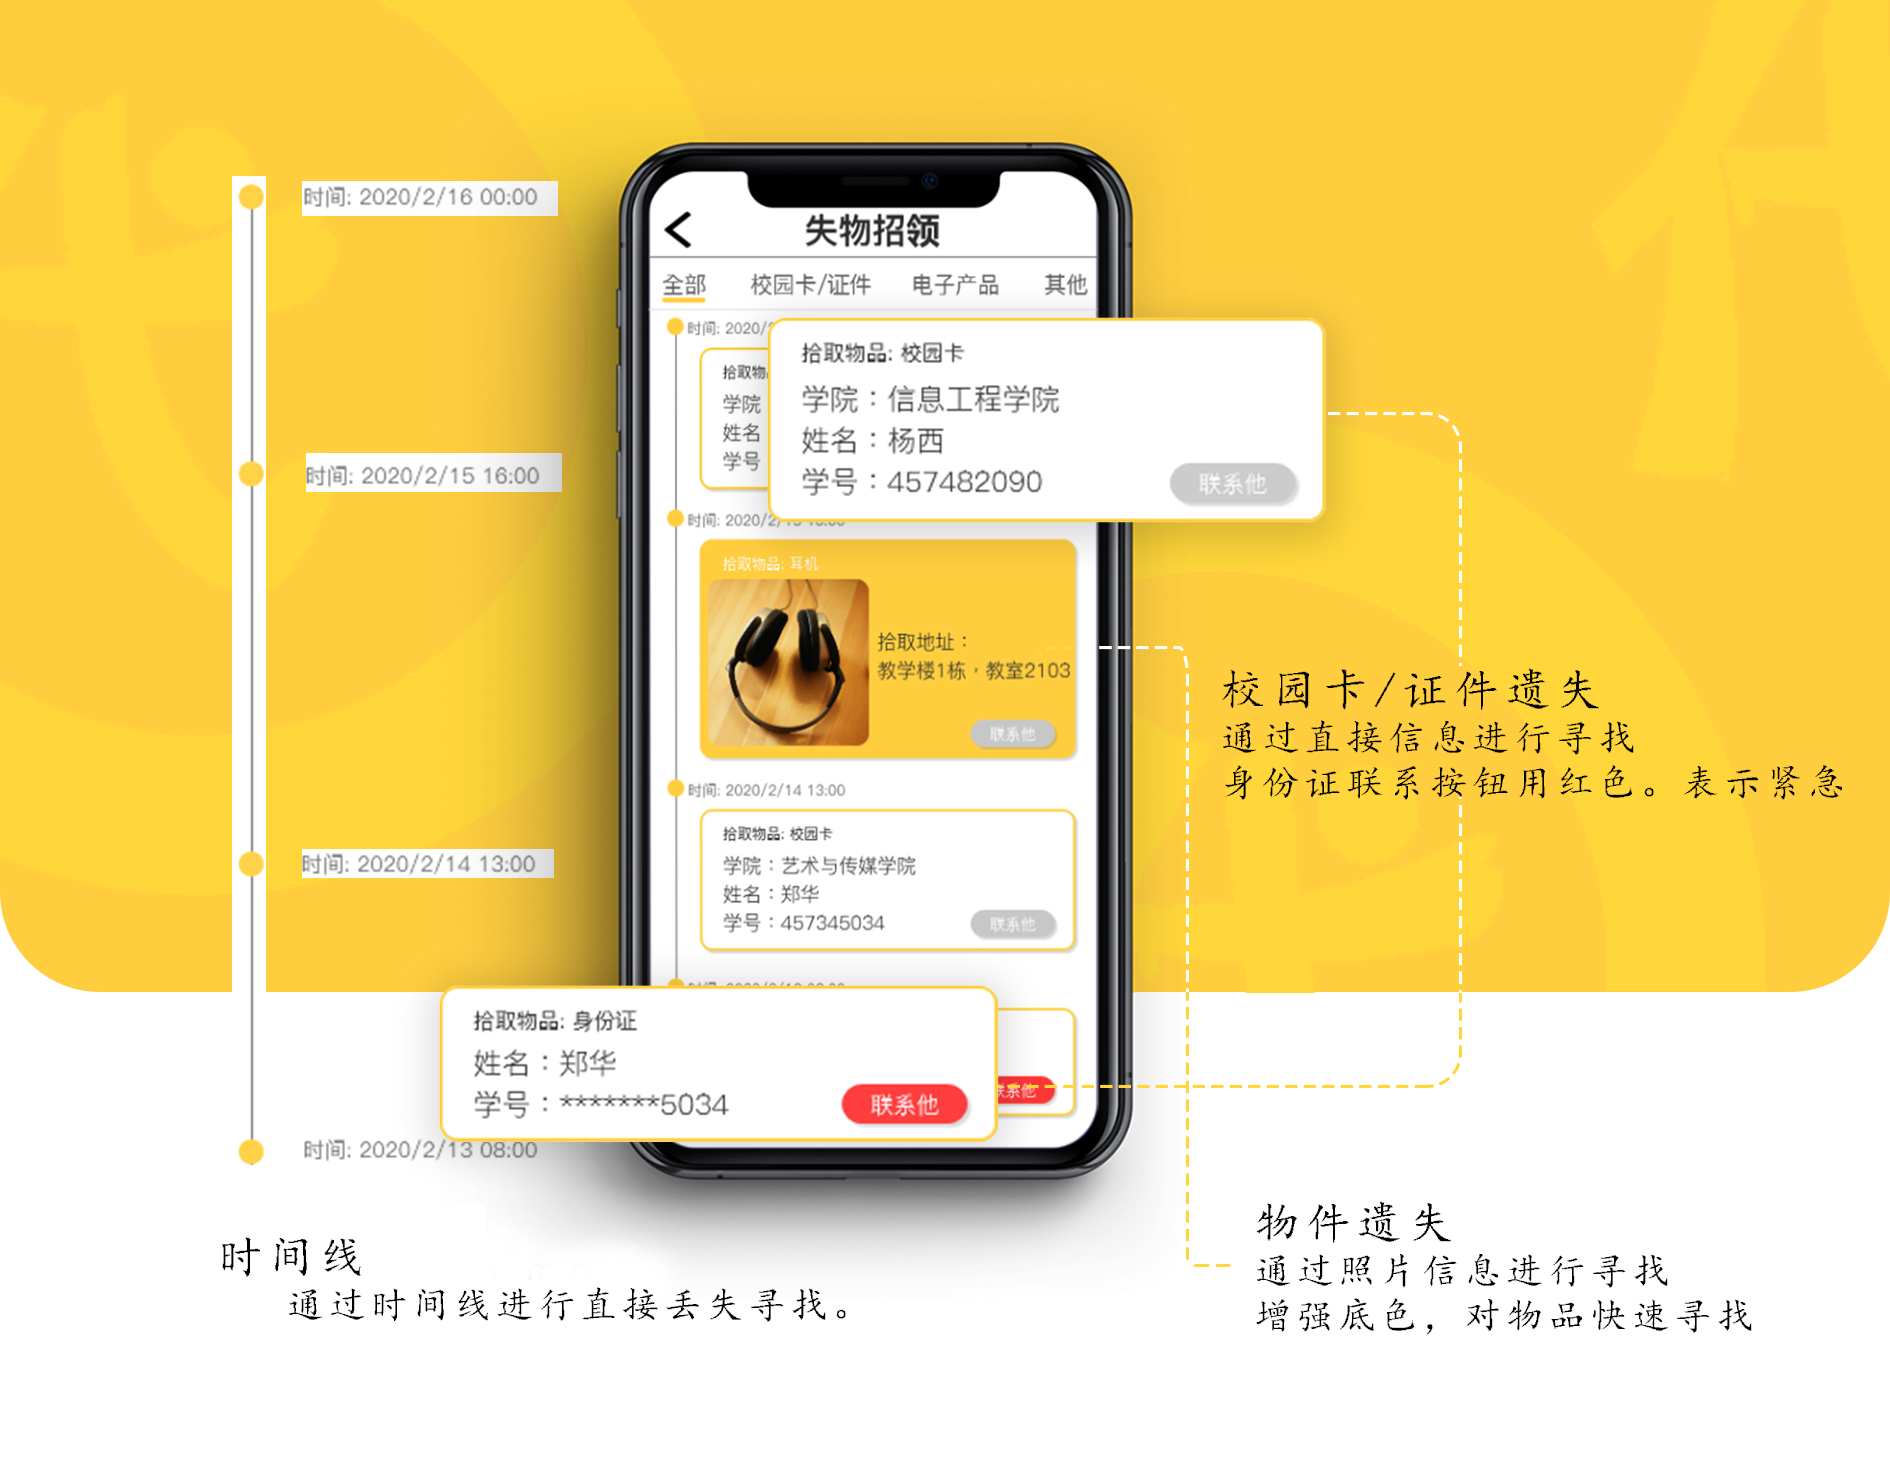 时间: 2020/2/16 00:00
时间: 2020/2/15 16:00
时间: 2020/2/14 13:00
时间: 2020/2/13 08:00
时间线
通过时间线进行直接丢失寻找。
失物招领
全部 校园卡/证件 电子产品 其他
时间: 2020/2
拾取物
学院
姓名
学号
拾取物品: 校园卡
学院：信息工程学院
姓名：杨西
学号：457482090
联系他
时间: 2020/2/15 16:00
拾取物品: 耳机
拾取地址：
教学楼1栋，教室2103
联系他
时间: 2020/2/14 13:00
拾取物品: 校园卡
学院：艺术与传媒学院
姓名：郑华
学号：457345034
联系他
拾取物品: 身份证
姓名：郑华
学号：*******5034
联系他
联系他
校园卡/证件遗失
通过直接信息进行寻找
身份证联系按钮用红色。表示紧急
物件遗失
通过照片信息进行寻找
增强底色，对物品快速寻找